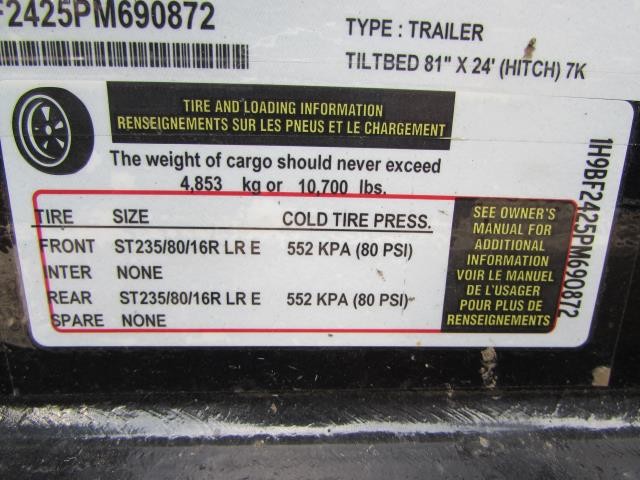 2425PM690872
TYPE : TRAILER
TILTBED 81" X 24' (HITCH) 7K
TIRE AND LOADING INFORMATION
RENSEIGNEMENTS SUR LES PNEUS ET LE CHARGEMENT
The weight of cargo should never exceed
4,853 kg or 10,700 lbs.
TIRE SIZE COLD TIRE PRESS.
FRONT ST235/80/16R LR E 552 KPA (80 PSI)
INTER NONE
REAR ST235/80/16R LR E 552 KPA (80 PSI)
SPARE NONE
SEE OWNER'S
MANUAL FOR
ADDITIONAL
INFORMATION
VOIR LE MANUEL
DE L'USAGER
POUR PLUS DE
RENSEIGNEMENTS
1H9BF2425PM690872